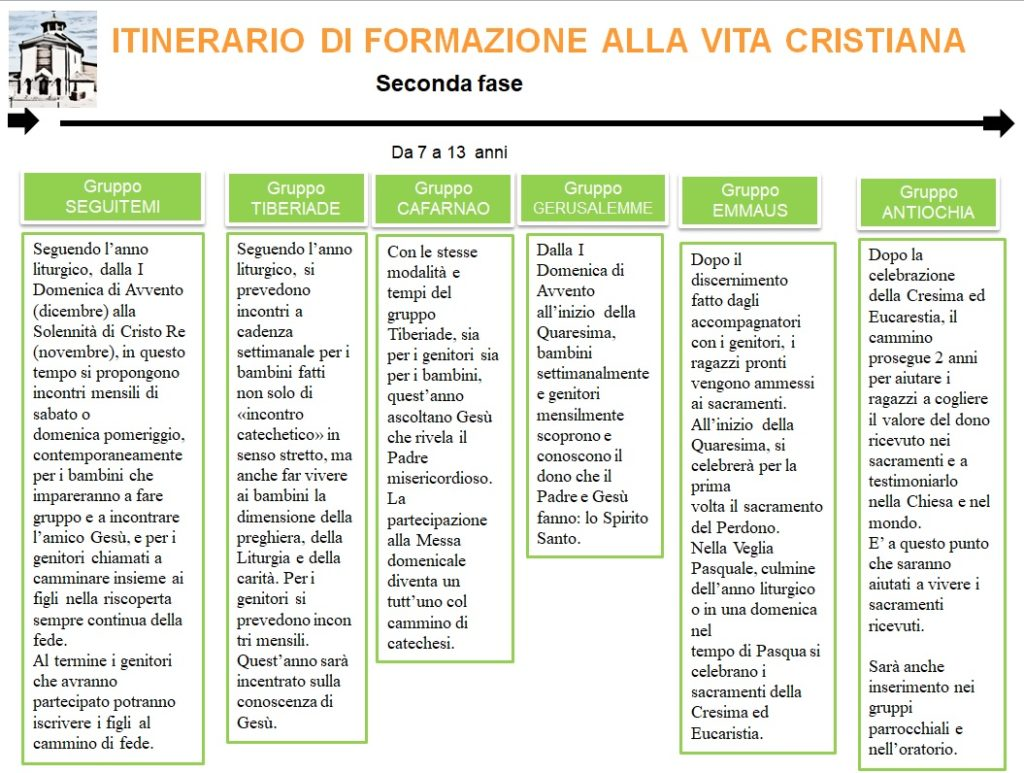 ITINERARIO DI FORMAZIONE ALLA VITA CRISTIANA
Seconda fase
Da 7 a 13 anni
Gruppo
SEGUITEMI
Seguendo l’anno
liturgico, dalla I
Domenica di Avvento
(dicembre) alla
Solennità di Cristo Re
(novembre), in questo
tempo si propongono
incontri mensili di
sabato o
domenica pomeriggio,
contemporaneamente
per i bambini che
impareranno a fare
gruppo e a incontrare
l’amico Gesù, e per i
genitori chiamati a
camminare insieme ai
figli nella riscoperta
sempre continua della
fede.
Al termine i genitori
che avranno
partecipato potranno
iscrivere i figli al
cammino di fede.
Gruppo
TIBERIADE
Seguendo l’anno
liturgico, si
prevedono
incontri a
cadenza
settimanale per i
bambini fatti
non solo di
«incontro
catechetico» in
senso stretto, ma
anche far vivere
ai bambini la
dimensione della
preghiera, della
Liturgia e della
carità. Per i
genitori si
prevedono incon
tri mensili.
Quest’anno sarà
incentrato sulla
conoscenza di
Gesù.
Gruppo
CAFARNAO
Con le stesse
modalità e
tempi del
gruppo
Tiberiade, sia
per i genitori sia
per i bambini,
quest’anno
ascoltano Gesù
che rivela il
Padre
misericordioso.
La
partecipazione
alla Messa
domenicale
diventa un
tutt’uno col
cammino di
catechesi.
Gruppo
GERUSALEMME
Dalla I
Domenica di
Avvento
all’inizio della
Quaresima,
bambini
settimanalmente
e genitori
mensilmente
scoprono e
conoscono il
dono che il
Padre e Gesù
fanno: lo Spirito
Santo.
Gruppo
EMMAUS
Dopo il
discernimento
fatto dagli
accompagnatori
con i genitori, i
ragazzi pronti
vengono ammessi
ai sacramenti.
All’inizio della
Quaresima, si
celebrerà per la
prima
volta il sacramento
del Perdono.
Nella Veglia
Pasquale, culmine
dell’anno liturgico
o in una domenica
nel
tempo di Pasqua si
celebrano i
sacramenti della
Cresima ed
Eucaristia.
Gruppo
ANTIOCHIA
Dopo la
celebrazione
della Cresima ed
Eucarestia, il
cammino
prosegue 2 anni
per aiutare i
ragazzi a cogliere
il valore del dono
ricevuto nei
sacramenti e a
testimoniarlo
nella Chiesa e nel
mondo.
E’ a questo punto
che saranno
aiutati a vivere i
sacramenti
ricevuti.
Sarà anche
inserimento nei
gruppi
parrocchiali e
nell’oratorio.